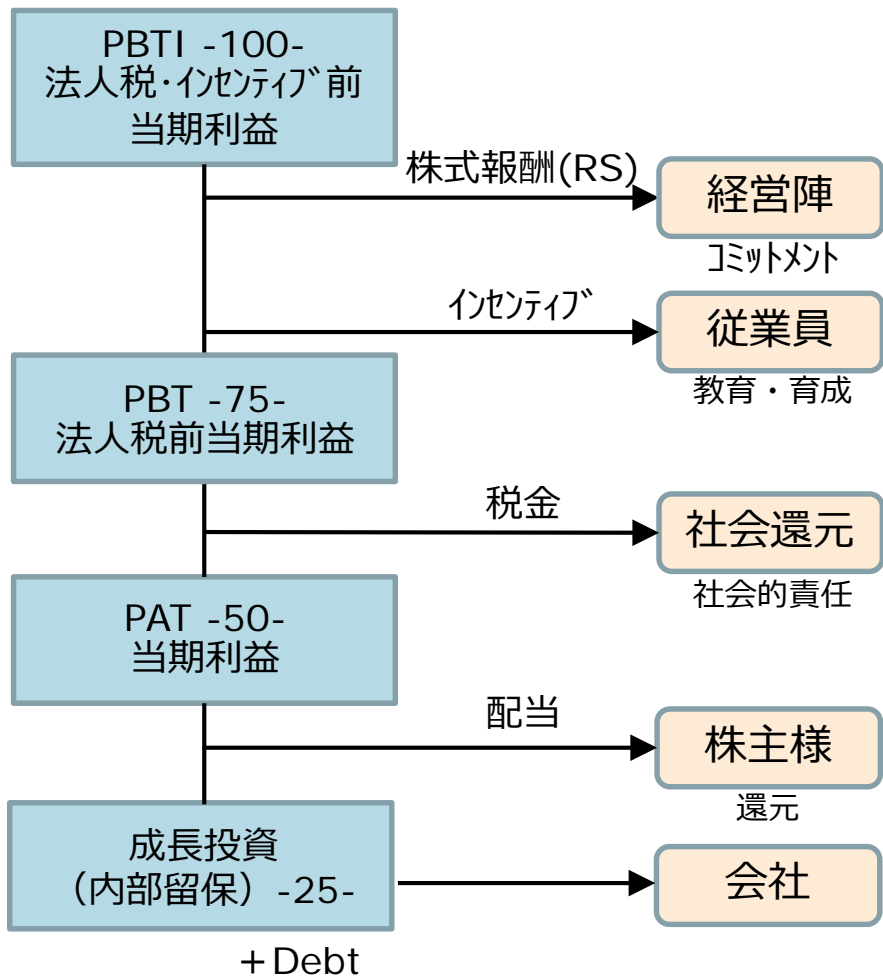 PBTI -100-
法人税・ｲﾝｾﾝﾃｨﾌﾞ前
当期利益
株式報酬(RS)
経営陣
ｺﾐｯﾄﾒﾝﾄ
ｲﾝｾﾝﾃｨﾌﾞ
従業員
教育・育成
PBT -75-
法人税前当期利益
税金
社会還元
社会的責任
PAT -50-
当期利益
配当
株主様
還元
成長投資
（内部留保）-25-
会社
＋Debt